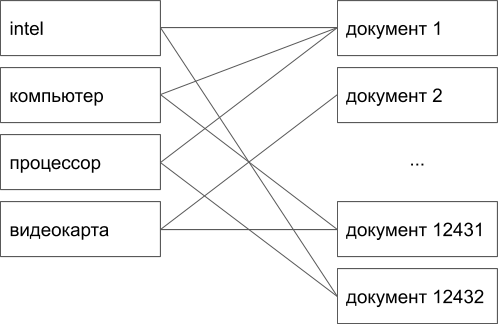 intel
документ 1
компьютер
документ 2
процессор
...
видеокарта
документ 12431
документ 12432